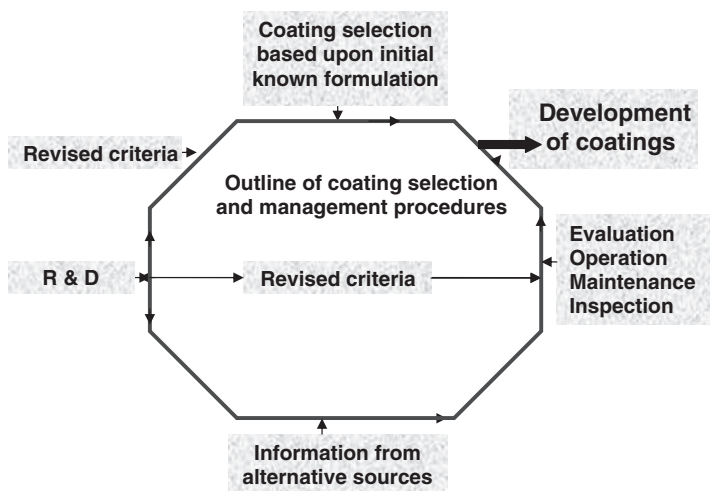 Coating selection
based upon initial
known formulation
Development
of coatings
Revised criteria
Outline of coating selection
and management procedures
Evaluation
Operation
Maintenance
Inspection
R & D
Revised criteria
Information from
alternative sources